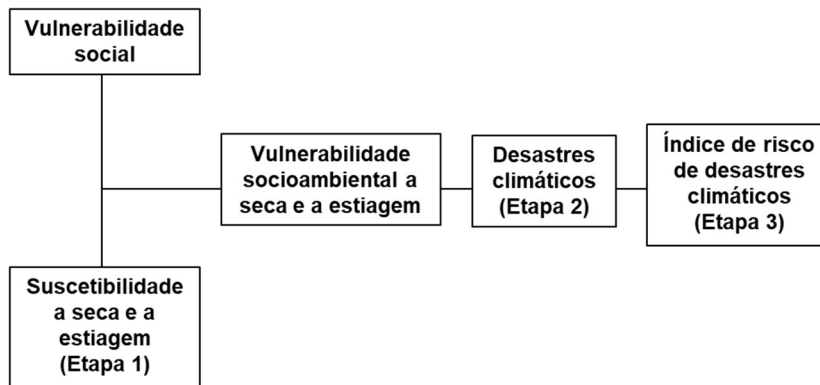 Vulnerabilidade
social
Vulnerabilidade
socioambiental a
seca e a estiagem
Desastres
climáticos
(Etapa 2)
Índice de risco
de desastres
climáticos
(Etapa 3)
Suscetibilidade
a seca e a
estiagem
(Etapa 1)